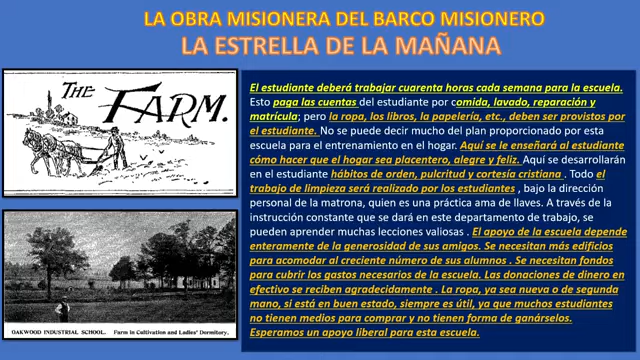 LA OBRA MISIONERA DEL BARCO MISIONERO
LA ESTRELLA DE LA MAÑANA
THE FARM.
OAKWOOD INDUSTRIAL SCHOOL. Farm in Cultivation and Ladies' Dormitory.
El estudiante deberá trabajar cuarenta horas cada semana para la escuela.
Esto paga las cuentas del estudiante por comida, lavado, reparación y
matrícula; pero la ropa, los libros, la papelería, etc., deben ser provistos por
el estudiante. No se puede decir mucho del plan proporcionado por esta
escuela para el entrenamiento en el hogar. Aquí se le enseñará al estudiante
cómo hacer que el hogar sea placentero, alegre y feliz. Aquí se desarrollarán
en el estudiante hábitos de orden, pulcritud y cortesía cristiana . Todo el
trabajo de limpieza será realizado por los estudiantes , bajo la dirección
personal de la matrona, quien es una práctica ama de llaves. A través de la
instrucción constante que se dará en este departamento de trabajo, se
pueden aprender muchas lecciones valiosas . El apoyo de la escuela depende
enteramente de la generosidad de sus amigos. Se necesitan más edificios
para acomodar al creciente número de sus alumnos . Se necesitan fondos
para cubrir los gastos necesarios de la escuela. Las donaciones de dinero en
efectivo se reciben agradecidamente . La ropa, ya sea nueva o de segunda
mano, si está en buen estado, siempre es útil, ya que muchos estudiantes
no tienen medios para comprar y no tienen forma de ganárselos.
Esperamos un apoyo liberal para esta escuela.